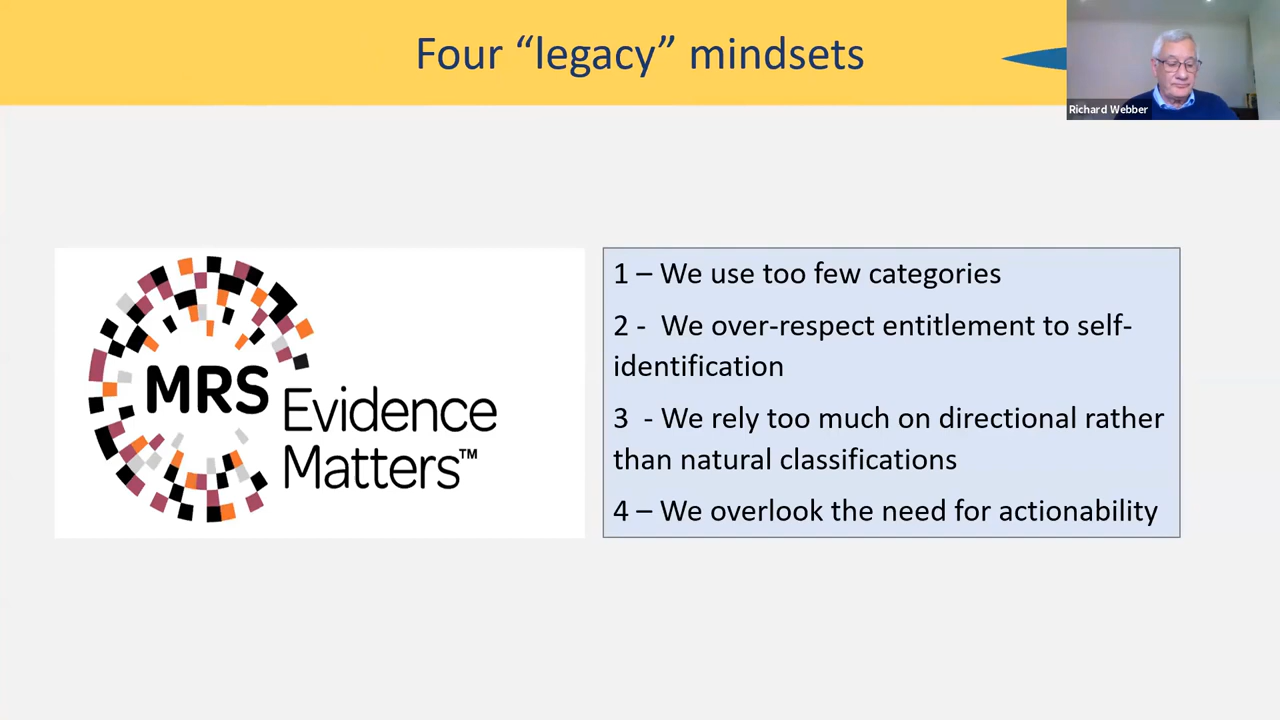 Four “legacy” mindsets
Richard Webber
MRS
Evidence
Matters™
1 – We use too few categories
2 -  We over-respect entitlement to self-
identification
3  - We rely too much on directional rather
than natural classifications
4 – We overlook the need for actionability